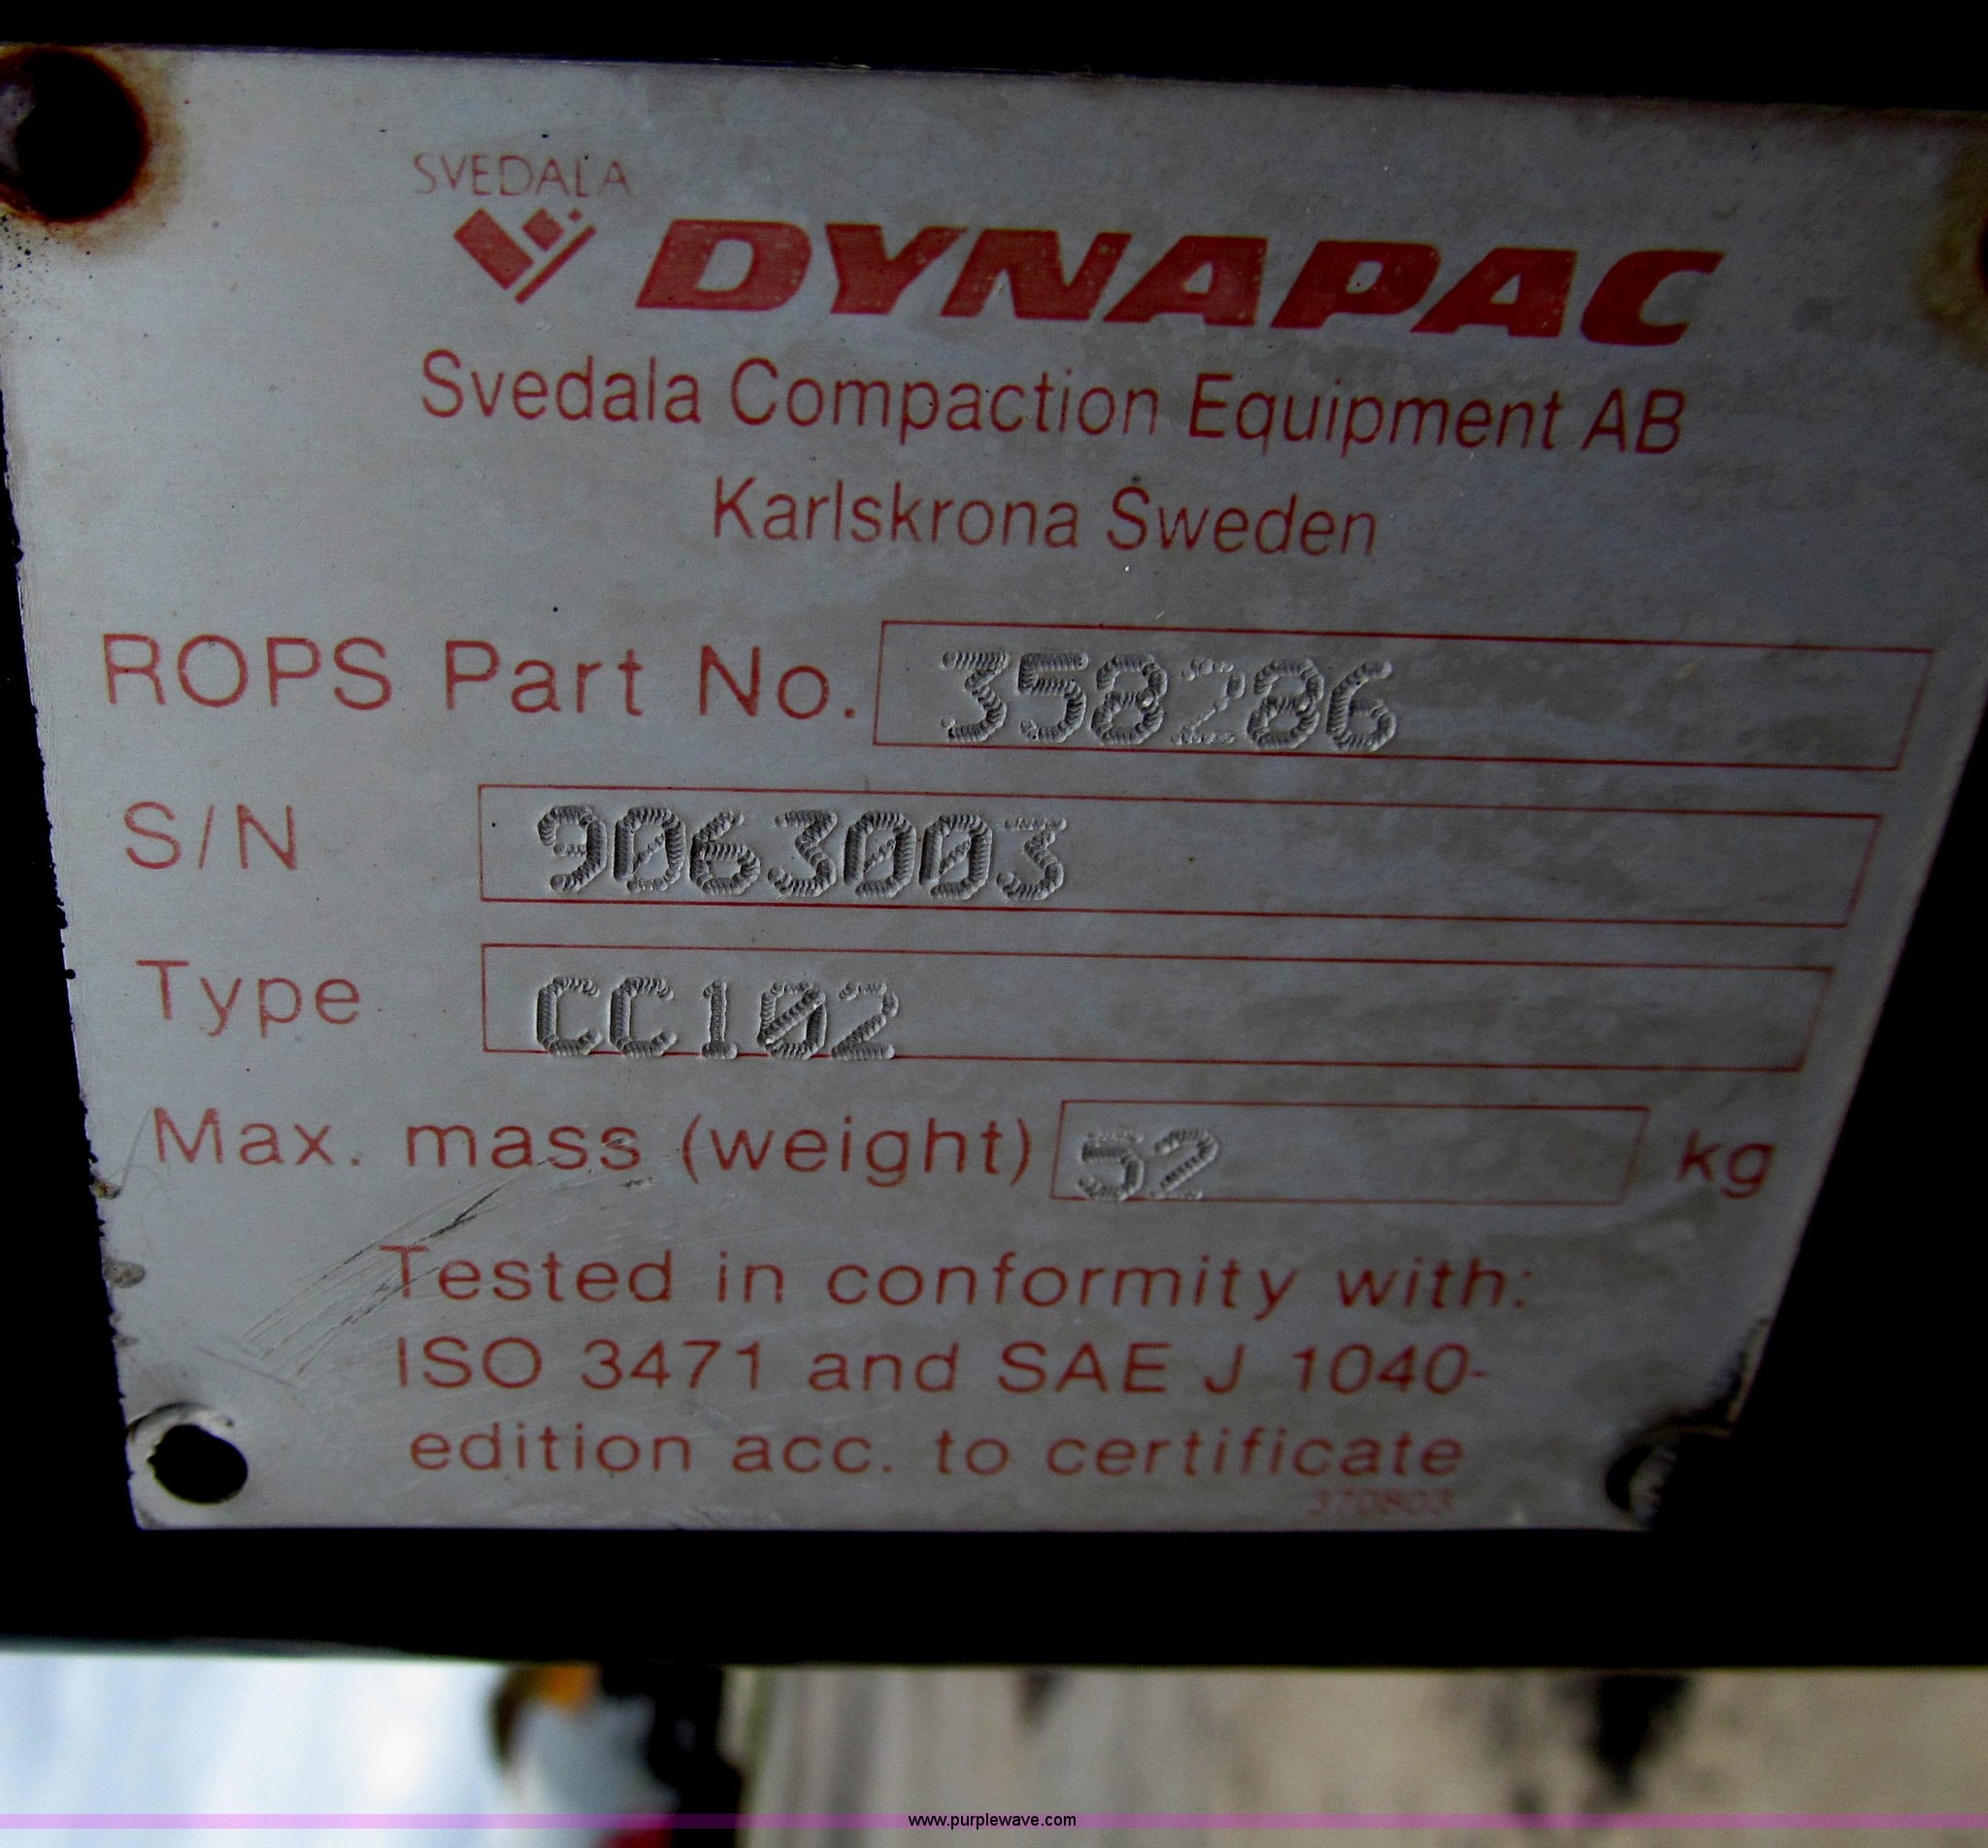 SVEDALA
DYNAPAC
Svedala Compaction Equipment AB
Karlskrona Sweden
ROPS Part No. 358286
S/N 9063003
Type CC102
Max. mass (weight) 52 kg
Tested in conformity with:
ISO 3471 and SAE J 1040-
edition acc. to certificate
370803
www.purplewave.com